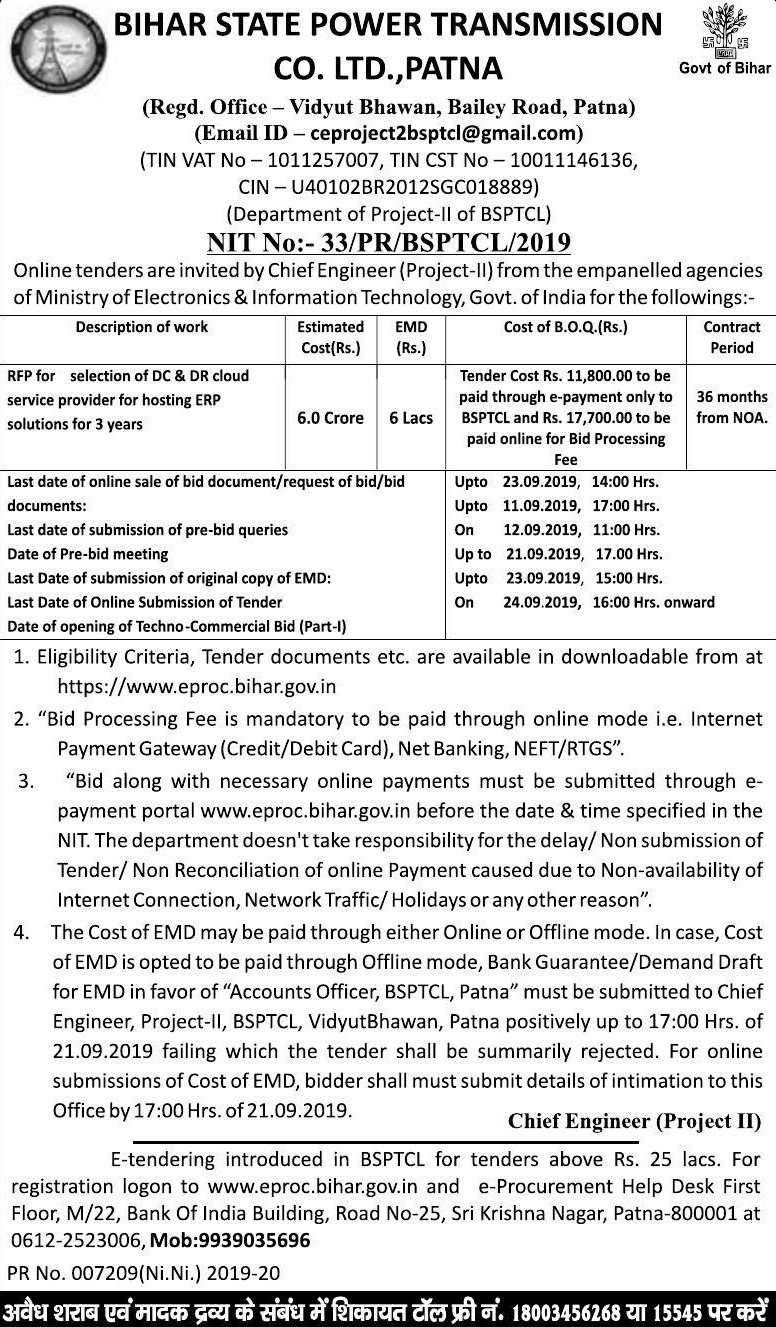 BIHAR STATE POWER TRANSMISSION
CO. LTD.,PATNA
Govt of Bihar
(Regd. Office – Vidyut Bhawan, Bailey Road, Patna)
(Email ID – ceproject2bsptcl@gmail.com)
(TIN VAT No – 1011257007, TIN CST No – 10011146136,
CIN – U40102BR2012SGC018889)
(Department of Project-II of BSPTCL)
NIT No:- 33/PR/BSPTCL/2019
Online tenders are invited by Chief Engineer (Project-II) from the empanelled agencies
of Ministry of Electronics & Information Technology, Govt. of India for the followings:-
Description of work
Estimated
Cost(Rs.)
EMD
(Rs.)
Cost of B.O.Q.(Rs.)
Contract
Period
RFP for selection of DC & DR cloud
service provider for hosting ERP
solutions for 3 years
6.0 Crore
6 Lacs
Tender Cost Rs. 11,800.00 to be
paid through e-payment only to
BSPTCL and Rs. 17,700.00 to be
paid online for Bid Processing
Fee
36 months
from NOA.
Last date of online sale of bid document/request of bid/bid
documents:
Last date of submission of pre-bid queries
Date of Pre-bid meeting
Last Date of submission of original copy of EMD:
Last Date of Online Submission of Tender
Date of opening of Techno-Commercial Bid (Part-I)
Upto 23.09.2019, 14:00 Hrs.
Upto 11.09.2019, 17:00 Hrs.
On 12.09.2019, 11:00 Hrs.
Up to 21.09.2019, 17.00 Hrs.
Upto 23.09.2019, 15:00 Hrs.
On 24.09.2019, 16:00 Hrs. onward
1. Eligibility Criteria, Tender documents etc. are available in downloadable from at
https://www.eproc.bihar.gov.in
2. “Bid Processing Fee is mandatory to be paid through online mode i.e. Internet
Payment Gateway (Credit/Debit Card), Net Banking, NEFT/RTGS”.
3. “Bid along with necessary online payments must be submitted through e-
payment portal www.eproc.bihar.gov.in before the date & time specified in the
NIT. The department doesn't take responsibility for the delay/ Non submission of
Tender/ Non Reconciliation of online Payment caused due to Non-availability of
Internet Connection, Network Traffic/ Holidays or any other reason”.
4. The Cost of EMD may be paid through either Online or Offline mode. In case, Cost
of EMD is opted to be paid through Offline mode, Bank Guarantee/Demand Draft
for EMD in favor of “Accounts Officer, BSPTCL, Patna” must be submitted to Chief
Engineer, Project-II, BSPTCL, VidyutBhawan, Patna positively up to 17:00 Hrs. of
21.09.2019 failing which the tender shall be summarily rejected. For online
submissions of Cost of EMD, bidder shall must submit details of intimation to this
Office by 17:00 Hrs. of 21.09.2019.
Chief Engineer (Project II)
E-tendering introduced in BSPTCL for tenders above Rs. 25 lacs. For
registration logon to www.eproc.bihar.gov.in and e-Procurement Help Desk First
Floor, M/22, Bank Of India Building, Road No-25, Sri Krishna Nagar, Patna-800001 at
0612-2523006, Mob:9939035696
PR No. 007209(Ni.Ni.) 2019-20
अवैध शराब एवं मादक द्रव्य के संबंध में शिकायत टॉल फ्री नं. 18003456268 या 15545 पर करें